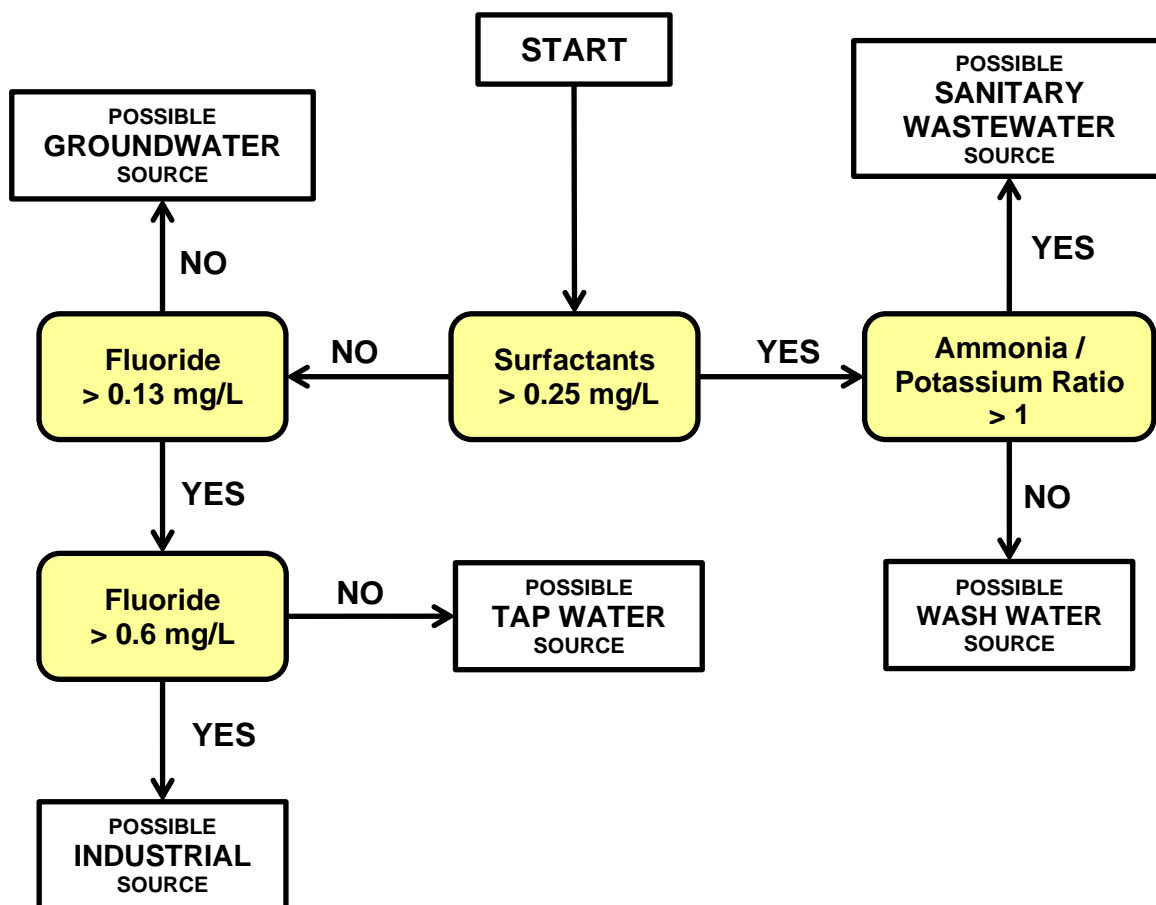 START
POSSIBLE
SANITARY
WASTEWATER
SOURCE
POSSIBLE
GROUNDWATER
SOURCE
NO
YES
Fluoride
> 0.13 mg/L
NO
Surfactants
> 0.25 mg/L
YES
Ammonia /
Potassium Ratio
> 1
YES
NO
Fluoride
> 0.6 mg/L
NO
POSSIBLE
TAP WATER
SOURCE
POSSIBLE
WASH WATER
SOURCE
YES
POSSIBLE
INDUSTRIAL
SOURCE